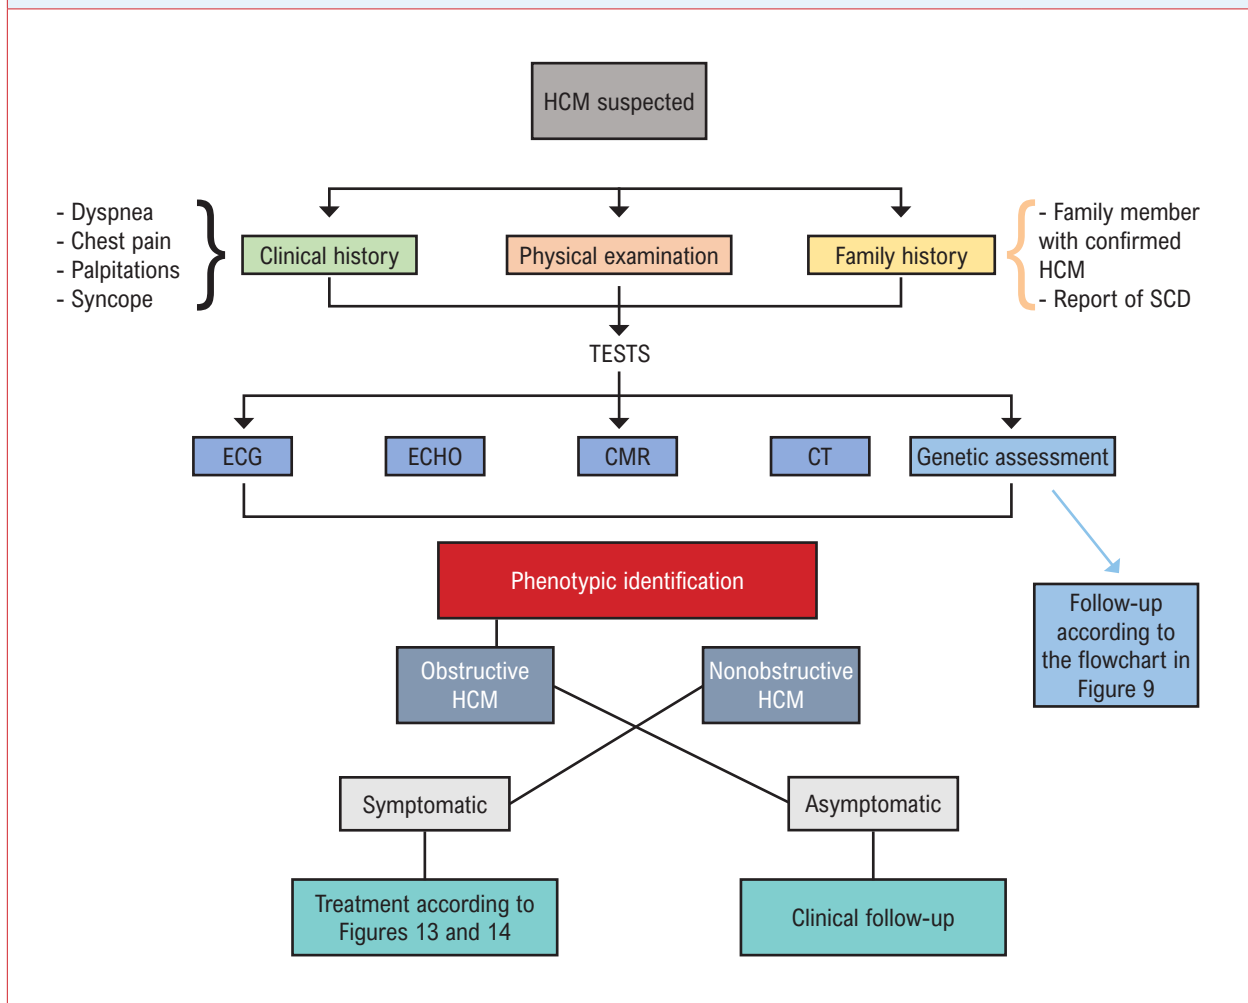 HCM suspected
- Dyspnea
- Chest pain
- Palpitations
- Syncope
Clinical history
Physical examination
Family history
- Family member
with confirmed
HCM
- Report of SCD
TESTS
ECG
ECHO
CMR
CT
Genetic assessment
Phenotypic identification
Follow-up
according to
the flowchart in
Figure 9
Obstructive
HCM
Nonobstructive
HCM
Symptomatic
Asymptomatic
Treatment according to
Figures 13 and 14
Clinical follow-up